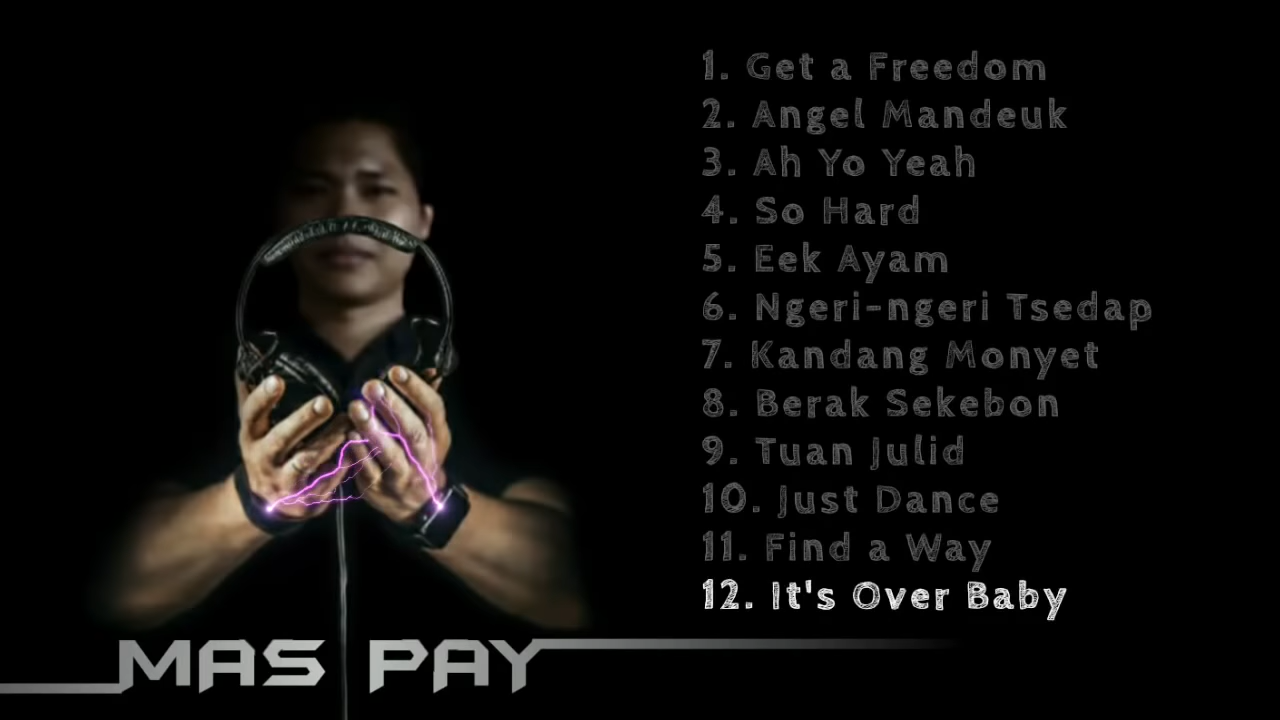 1. Get a Freedom
2. Angel Mandeuk
3. Ah Yo Yeah
4. So Hard
5. Eek Ayam
6. Ngeri-ngeri Tsedap
7. Kandang Monyet
8. Berak Sekebon
9. Tuan Julid
10. Just Dance
11. Find a Way
12. It's Over Baby
MAS PAY